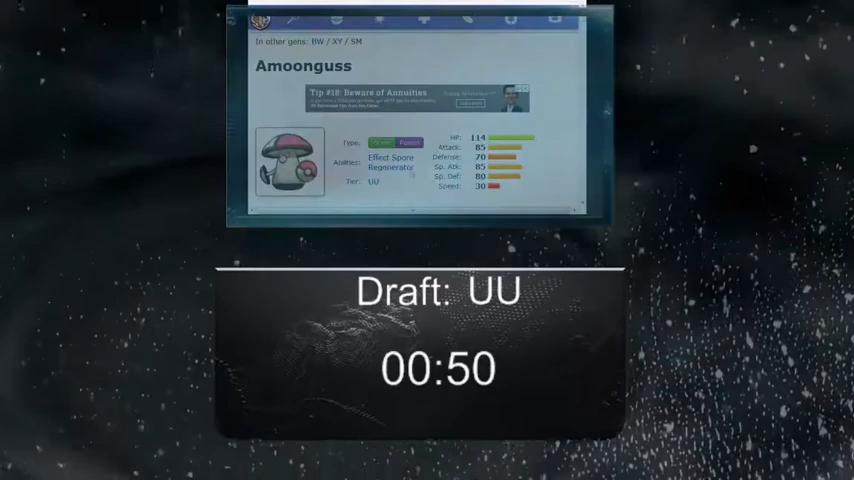 In other gens: BW / XY / SM
Amoonguss
Tip #18: Beware of Annuities
Type: Grass Poison
Abilities: Effect Spore
Regenerator
Tier: UU
HP: 114
Attack: 85
Defense: 70
Sp. Atk: 85
Sp. Def: 80
Speed: 30
Draft: UU
00:50